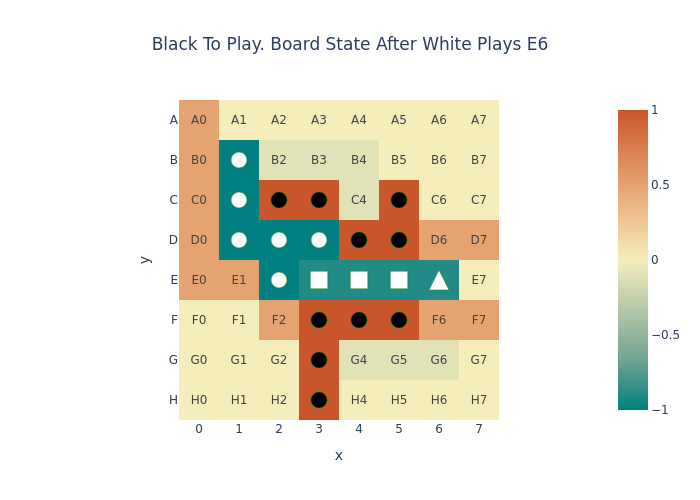 Black To Play. Board State After White Plays E6
A A0 A1 A2 A3 A4 A5 A6 A7
B B0 B2 B3 B4 B5 B6 B7
C C0 C4 C6 C7
D D0 D6 D7
E E0 E1 E7
F F0 F1 F2 F6 F7
G G0 G1 G2 G4 G5 G6 G7
H H0 H1 H2 H4 H5 H6 H7
0 1 2 3 4 5 6 7
x
y
1
0.5
0
−0.5
−1